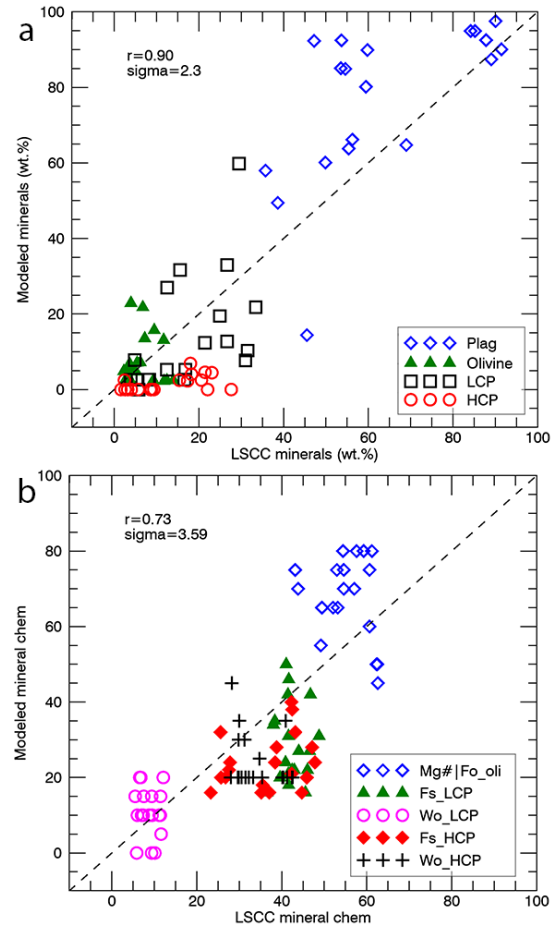 a
r=0.90
sigma=2.3
100
80
60
40
20
0
Modeled minerals (wt.%)
Plag
Olivine
LCP
HCP
0 20 40 60 80 100
LSCC minerals (wt.%)
b
r=0.73
sigma=3.59
100
80
60
40
20
0
Modeled mineral chem
Mg#|Fo_oli
Fs_LCP
Wo_LCP
Fs_HCP
Wo_HCP
0 20 40 60 80 100
LSCC mineral chem